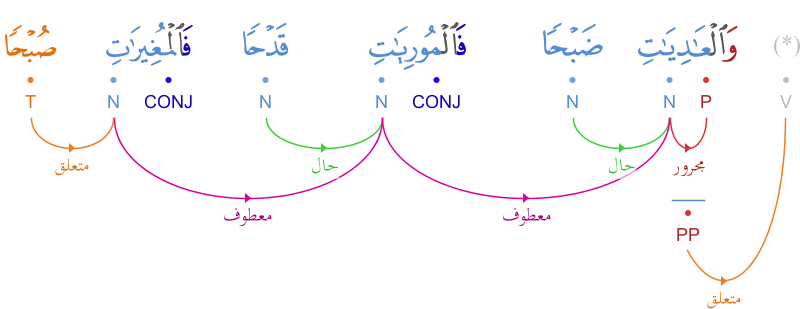 (*) وَٱلْعَـٰدِيَـٰتِ ضَبْحًا فَٱلْمُورِيَـٰتِ قَدْحًا فَٱلْمُغِيرَٰتِ صُبْحًا
V P N N CONJ N N CONJ N T
مجرور حال حال متعلق
معطوف معطوف
PP
متعلق